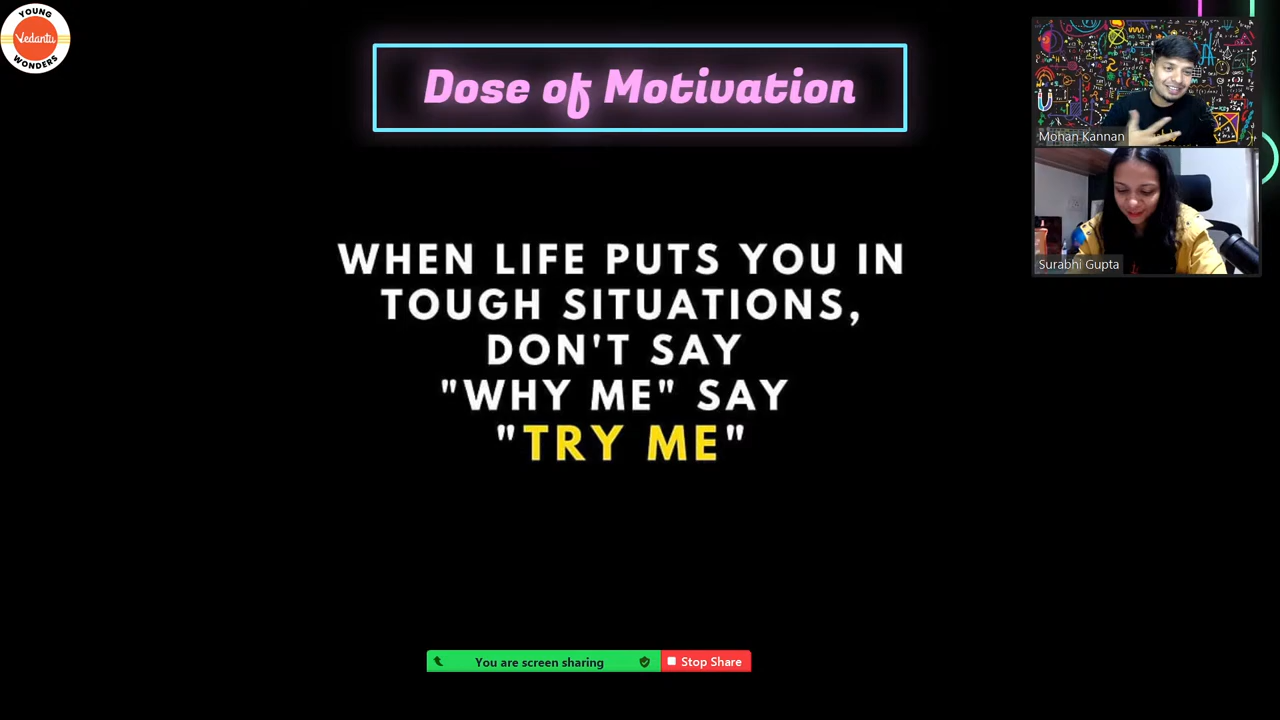 YOUNG
Vedantu
WONDERS
Dose of Motivation
WHEN LIFE PUTS YOU IN
TOUGH SITUATIONS,
DON'T SAY
"WHY ME" SAY
"TRY ME"
Mohan Kannan
Surabhi Gupta
You are screen sharing
Stop Share